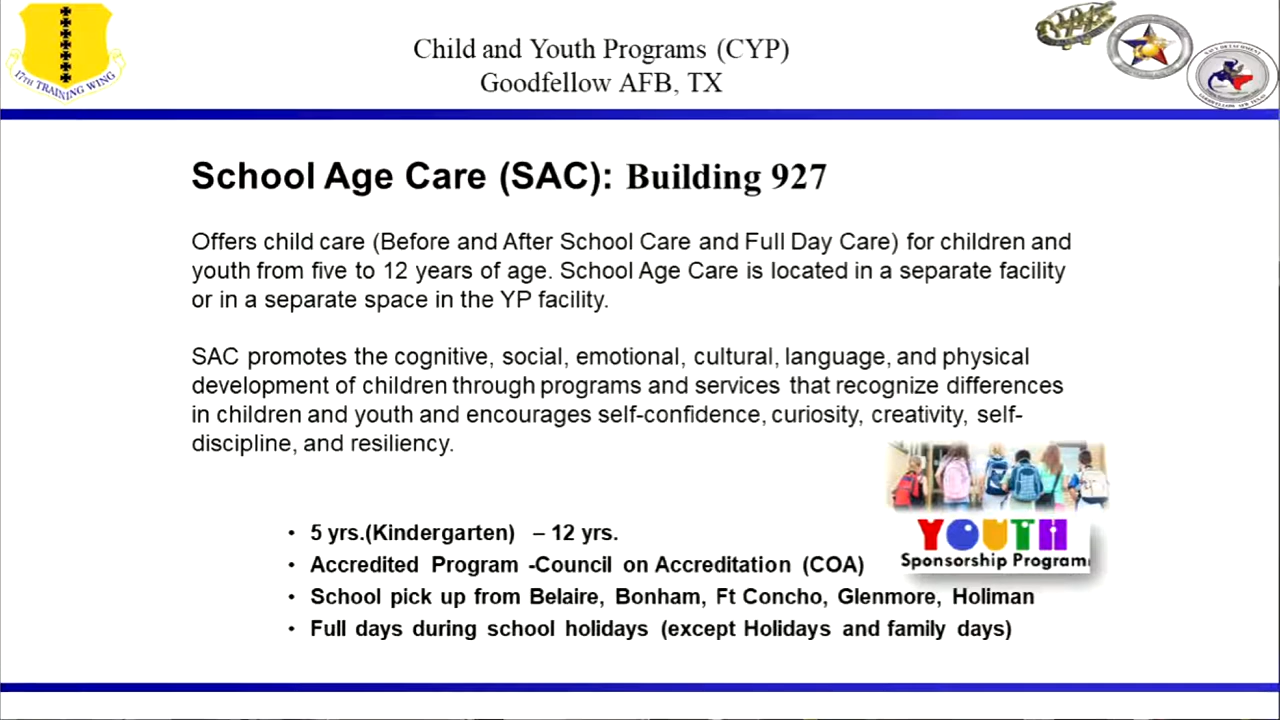 Child and Youth Programs (CYP)
Goodfellow AFB, TX
17TH TRAINING WING
NAVY DETACHMENT
GOODFELLOW AFB TEXAS
School Age Care (SAC): Building 927
Offers child care (Before and After School Care and Full Day Care) for children and
youth from five to 12 years of age. School Age Care is located in a separate facility
or in a separate space in the YP facility.
SAC promotes the cognitive, social, emotional, cultural, language, and physical
development of children through programs and services that recognize differences
in children and youth and encourages self-confidence, curiosity, creativity, self-
discipline, and resiliency.
• 5 yrs.(Kindergarten) – 12 yrs.
• Accredited Program -Council on Accreditation (COA)
• School pick up from Belaire, Bonham, Ft Concho, Glenmore, Holiman
• Full days during school holidays (except Holidays and family days)
YOUTH
Sponsorship Program